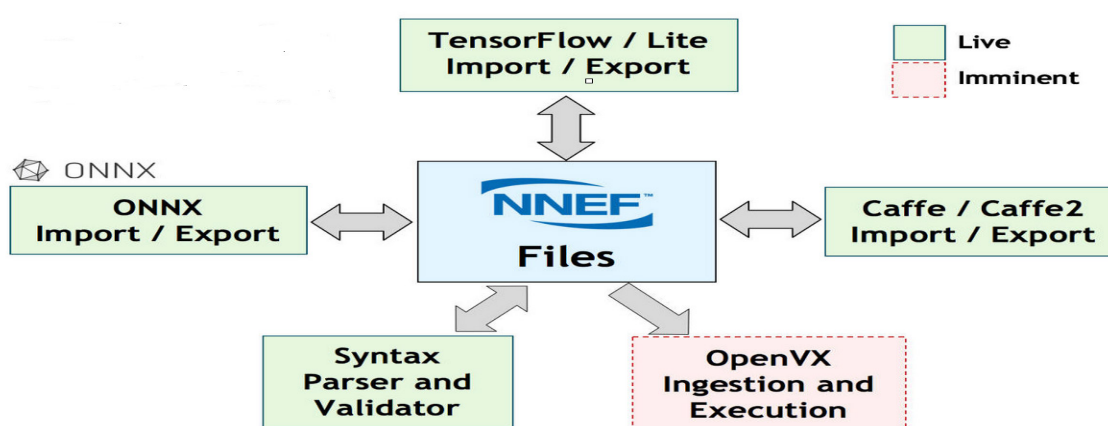 TensorFlow / Lite
Import / Export
Live
Imminent
ONNX
ONNX
Import / Export
NNEF™
Files
Caffe / Caffe2
Import / Export
Syntax
Parser and
Validator
OpenVX
Ingestion and
Execution